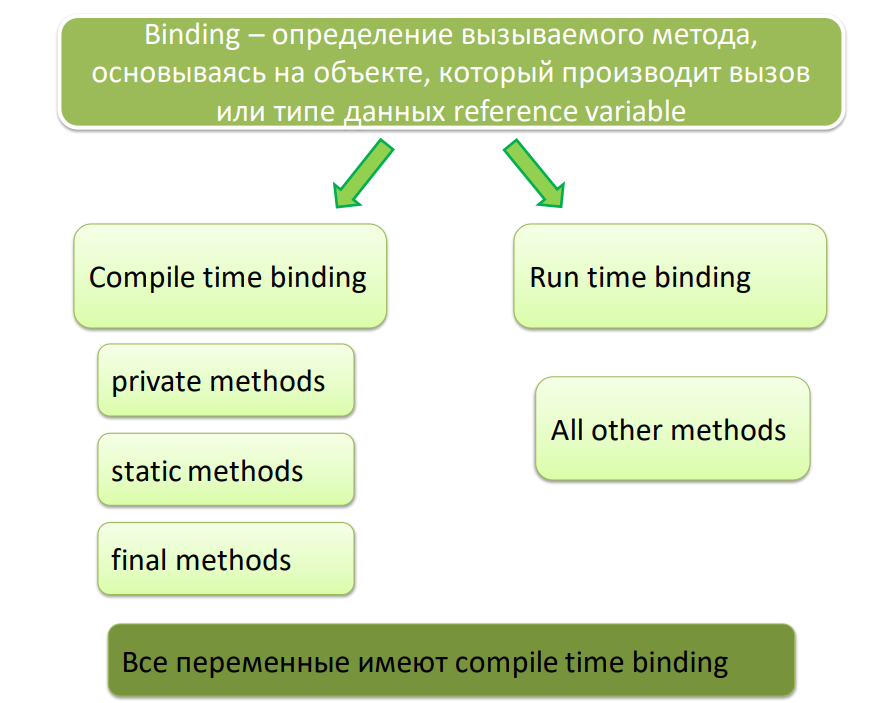 Binding – определение вызываемого метода,
основываясь на объекте, который производит вызов
или типе данных reference variable
Compile time binding
Run time binding
private methods
All other methods
static methods
final methods
Все переменные имеют compile time binding